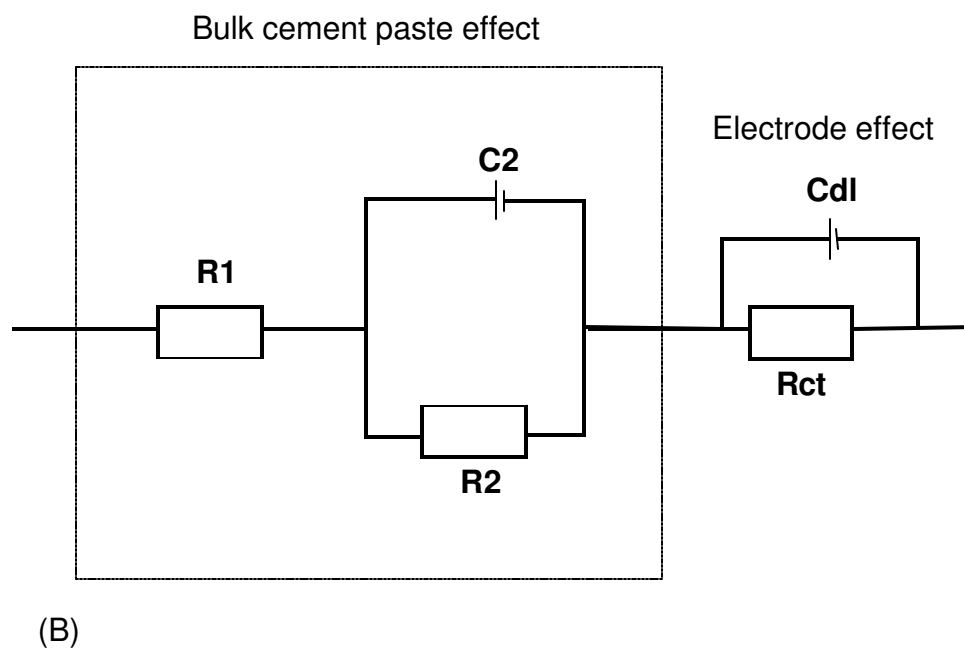 Bulk cement paste effect
Electrode effect
C2
Cdl
R1
Rct
R2
(B)